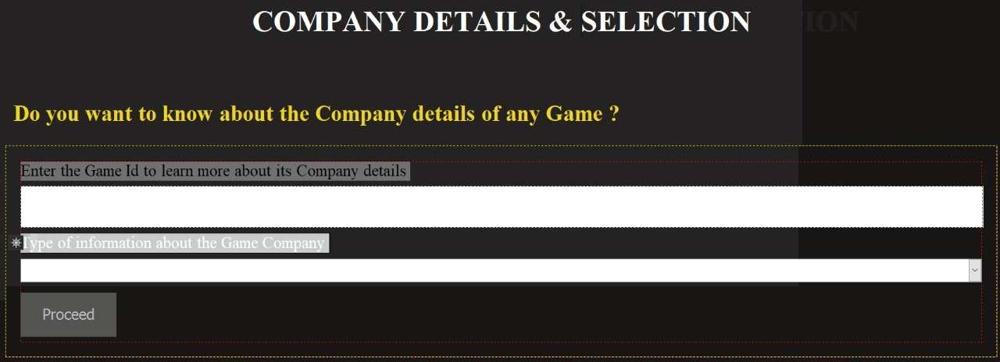 COMPANY DETAILS & SELECTION
ION
Do you want to know about the Company details of any Game ?
Enter the Game Id to learn more about its Company details
Type of information about the Game Company
Proceed